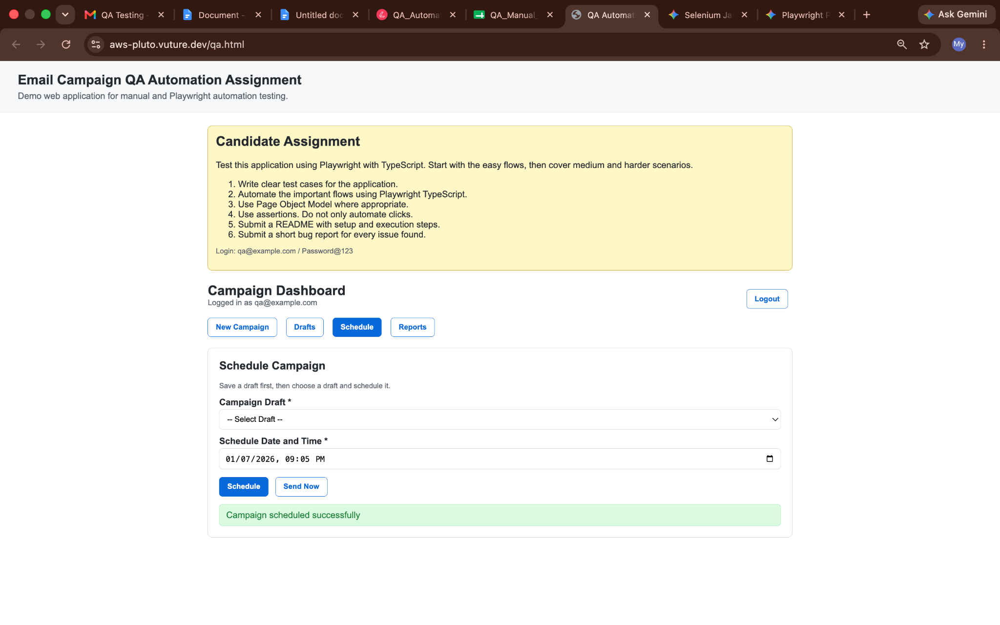 QA Testing -
Document -
Untitled doc
QA_Automa
QA_Manual_
QA Automat
Selenium Ja
Playwright P
Ask Gemini
aws-pluto.vuture.dev/qa.html
My
Email Campaign QA Automation Assignment
Demo web application for manual and Playwright automation testing.
Candidate Assignment
Test this application using Playwright with TypeScript. Start with the easy flows, then cover medium and harder scenarios.
1. Write clear test cases for the application.
2. Automate the important flows using Playwright TypeScript.
3. Use Page Object Model where appropriate.
4. Use assertions. Do not only automate clicks.
5. Submit a README with setup and execution steps.
6. Submit a short bug report for every issue found.
Login: qa@example.com / Password@123
Campaign Dashboard
Logged in as qa@example.com
Logout
New Campaign
Drafts
Schedule
Reports
Schedule Campaign
Save a draft first, then choose a draft and schedule it.
Campaign Draft *
-- Select Draft --
Schedule Date and Time *
01/07/2026, 09:05 PM
Schedule
Send Now
Campaign scheduled successfully